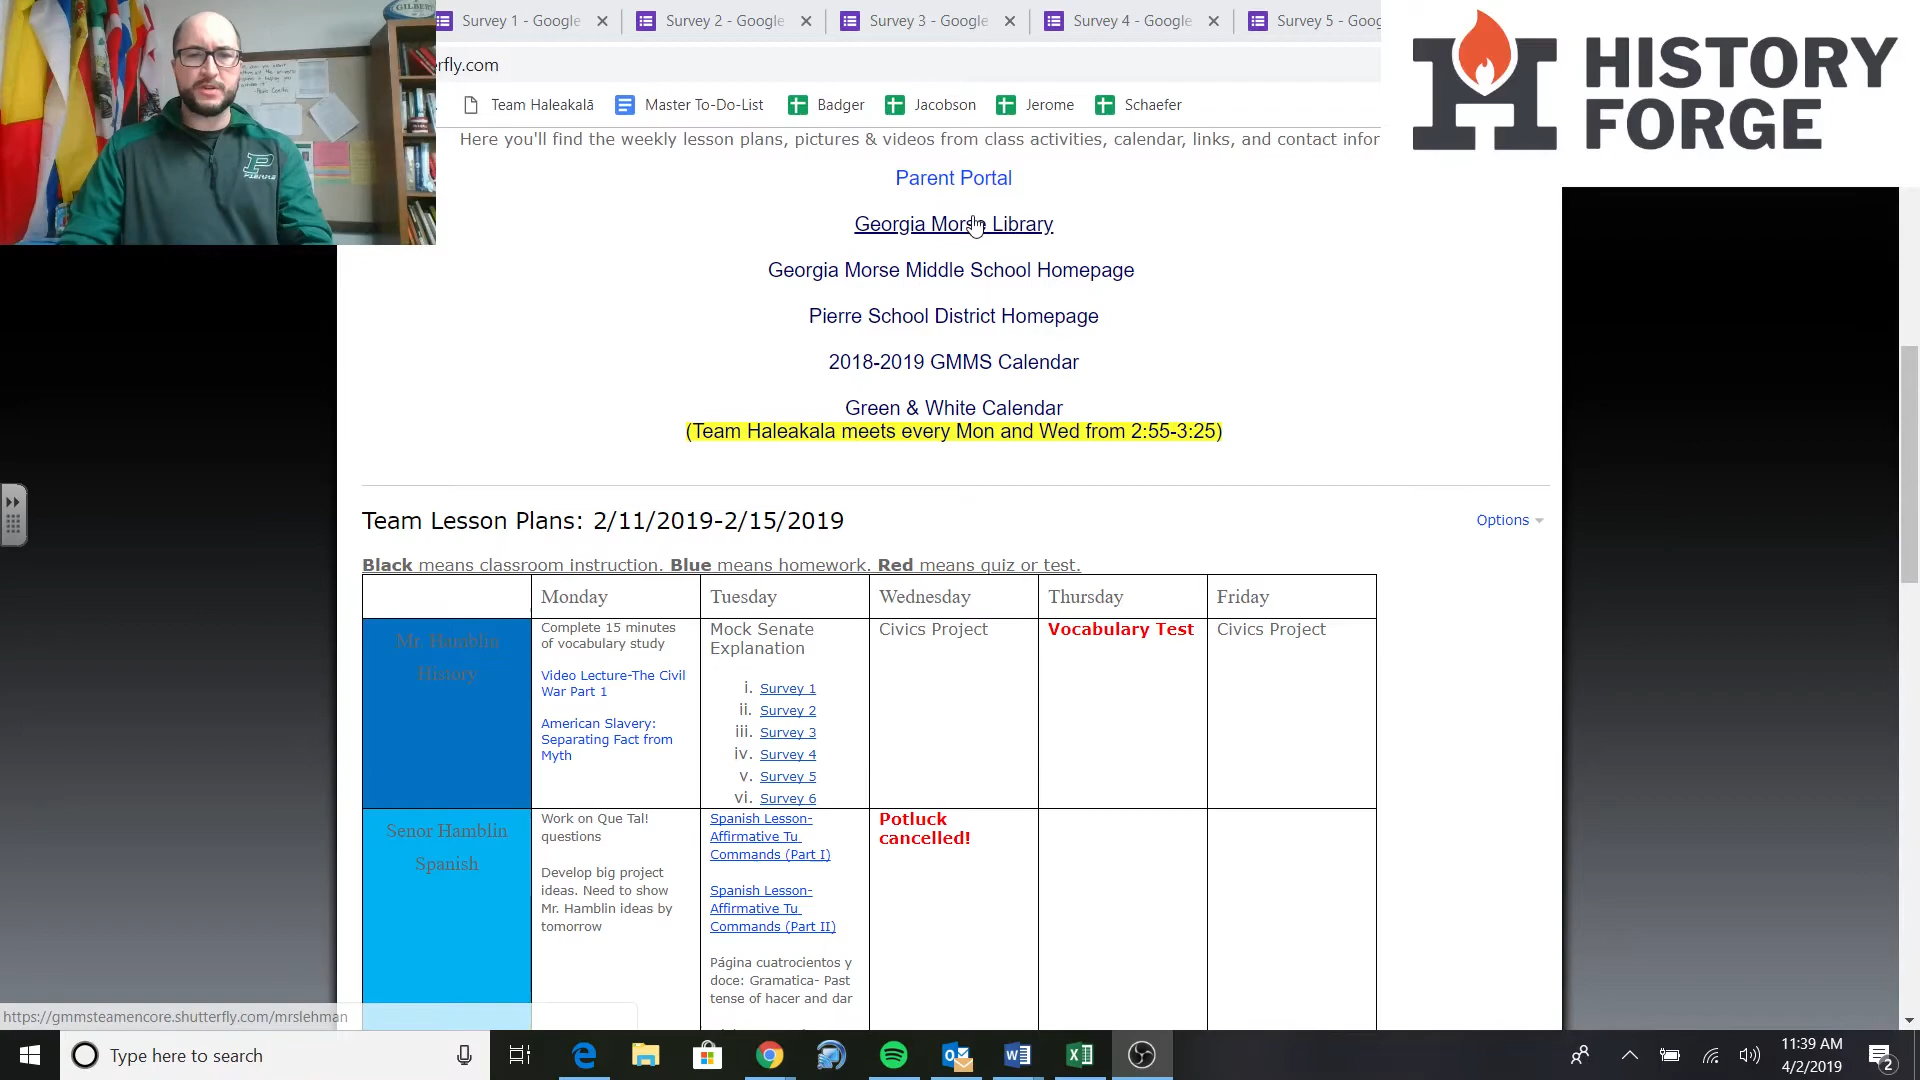 GILBERT
Survey 1 - Google
Survey 2 - Google
Survey 3 - Google
Survey 4 - Google
Survey 5 - Goog
rfly.com
Team Haleakalā
Master To-Do-List
Badger
Jacobson
Jerome
Schaefer
HISTORY
FORGE
P
PIERRE
Here you'll find the weekly lesson plans, pictures & videos from class activities, calendar, links, and contact infor
Parent Portal
Georgia Morse Library
Georgia Morse Middle School Homepage
Pierre School District Homepage
2018-2019 GMMS Calendar
Green & White Calendar
(Team Haleakala meets every Mon and Wed from 2:55-3:25)
Team Lesson Plans: 2/11/2019-2/15/2019
Options
Black means classroom instruction. Blue means homework. Red means quiz or test.
Monday
Tuesday
Wednesday
Thursday
Friday
Mr. Hamblin
History
Complete 15 minutes
of vocabulary study
Video Lecture-The Civil
War Part 1
American Slavery:
Separating Fact from
Myth
Mock Senate
Explanation
i. Survey 1
ii. Survey 2
iii. Survey 3
iv. Survey 4
v. Survey 5
vi. Survey 6
Civics Project
Vocabulary Test
Civics Project
Senor Hamblin
Spanish
Work on Que Tal!
questions
Develop big project
ideas. Need to show
Mr. Hamblin ideas by
tomorrow
Spanish Lesson-
Affirmative Tu
Commands (Part I)
Spanish Lesson-
Affirmative Tu
Commands (Part II)
Página cuatrocientos y
doce: Gramatica- Past
tense of hacer and dar
Potluck
cancelled!
https://gmmsteamencore.shutterfly.com/mrslehman
Type here to search
11:39 AM
4/2/2019
2